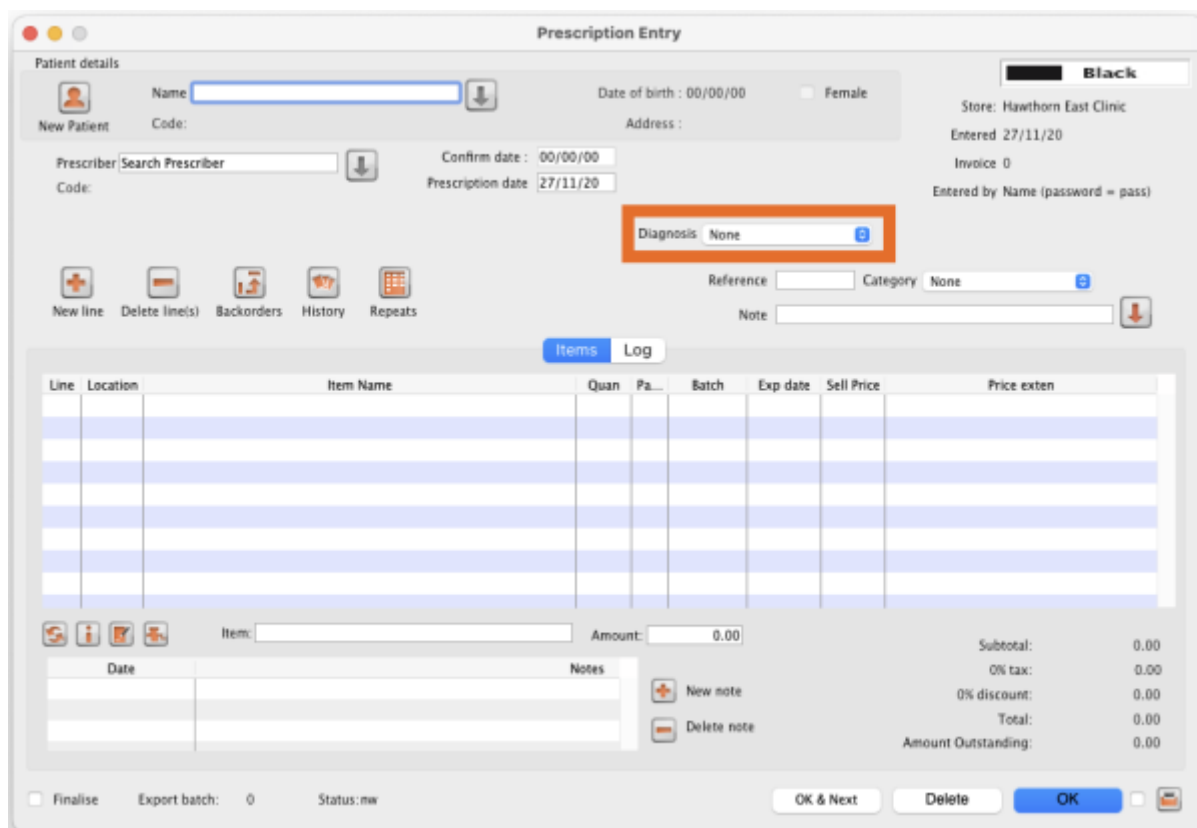 Prescription Entry
Patient details
Black
Name
Date of birth : 00/00/00
Female
Store: Hawthorn East Clinic
New Patient
Code:
Address :
Entered 27/11/20
Prescriber Search Prescriber
Confirm date : 00/00/00
Invoice 0
Code:
Prescription date 27/11/20
Entered by Name (password = pass)
Diagnosis None
Reference
Category None
New line Delete line(s) Backorders History Repeats
Note
Items Log
Line Location Item Name Quan Pa... Batch Exp date Sell Price Price exten
Item:
Amount: 0.00
Subtotal: 0.00
Date Notes
0% tax: 0.00
New note
0% discount: 0.00
Total: 0.00
Delete note
Amount Outstanding: 0.00
Finalise Export batch: 0 Status:nw
OK & Next Delete OK